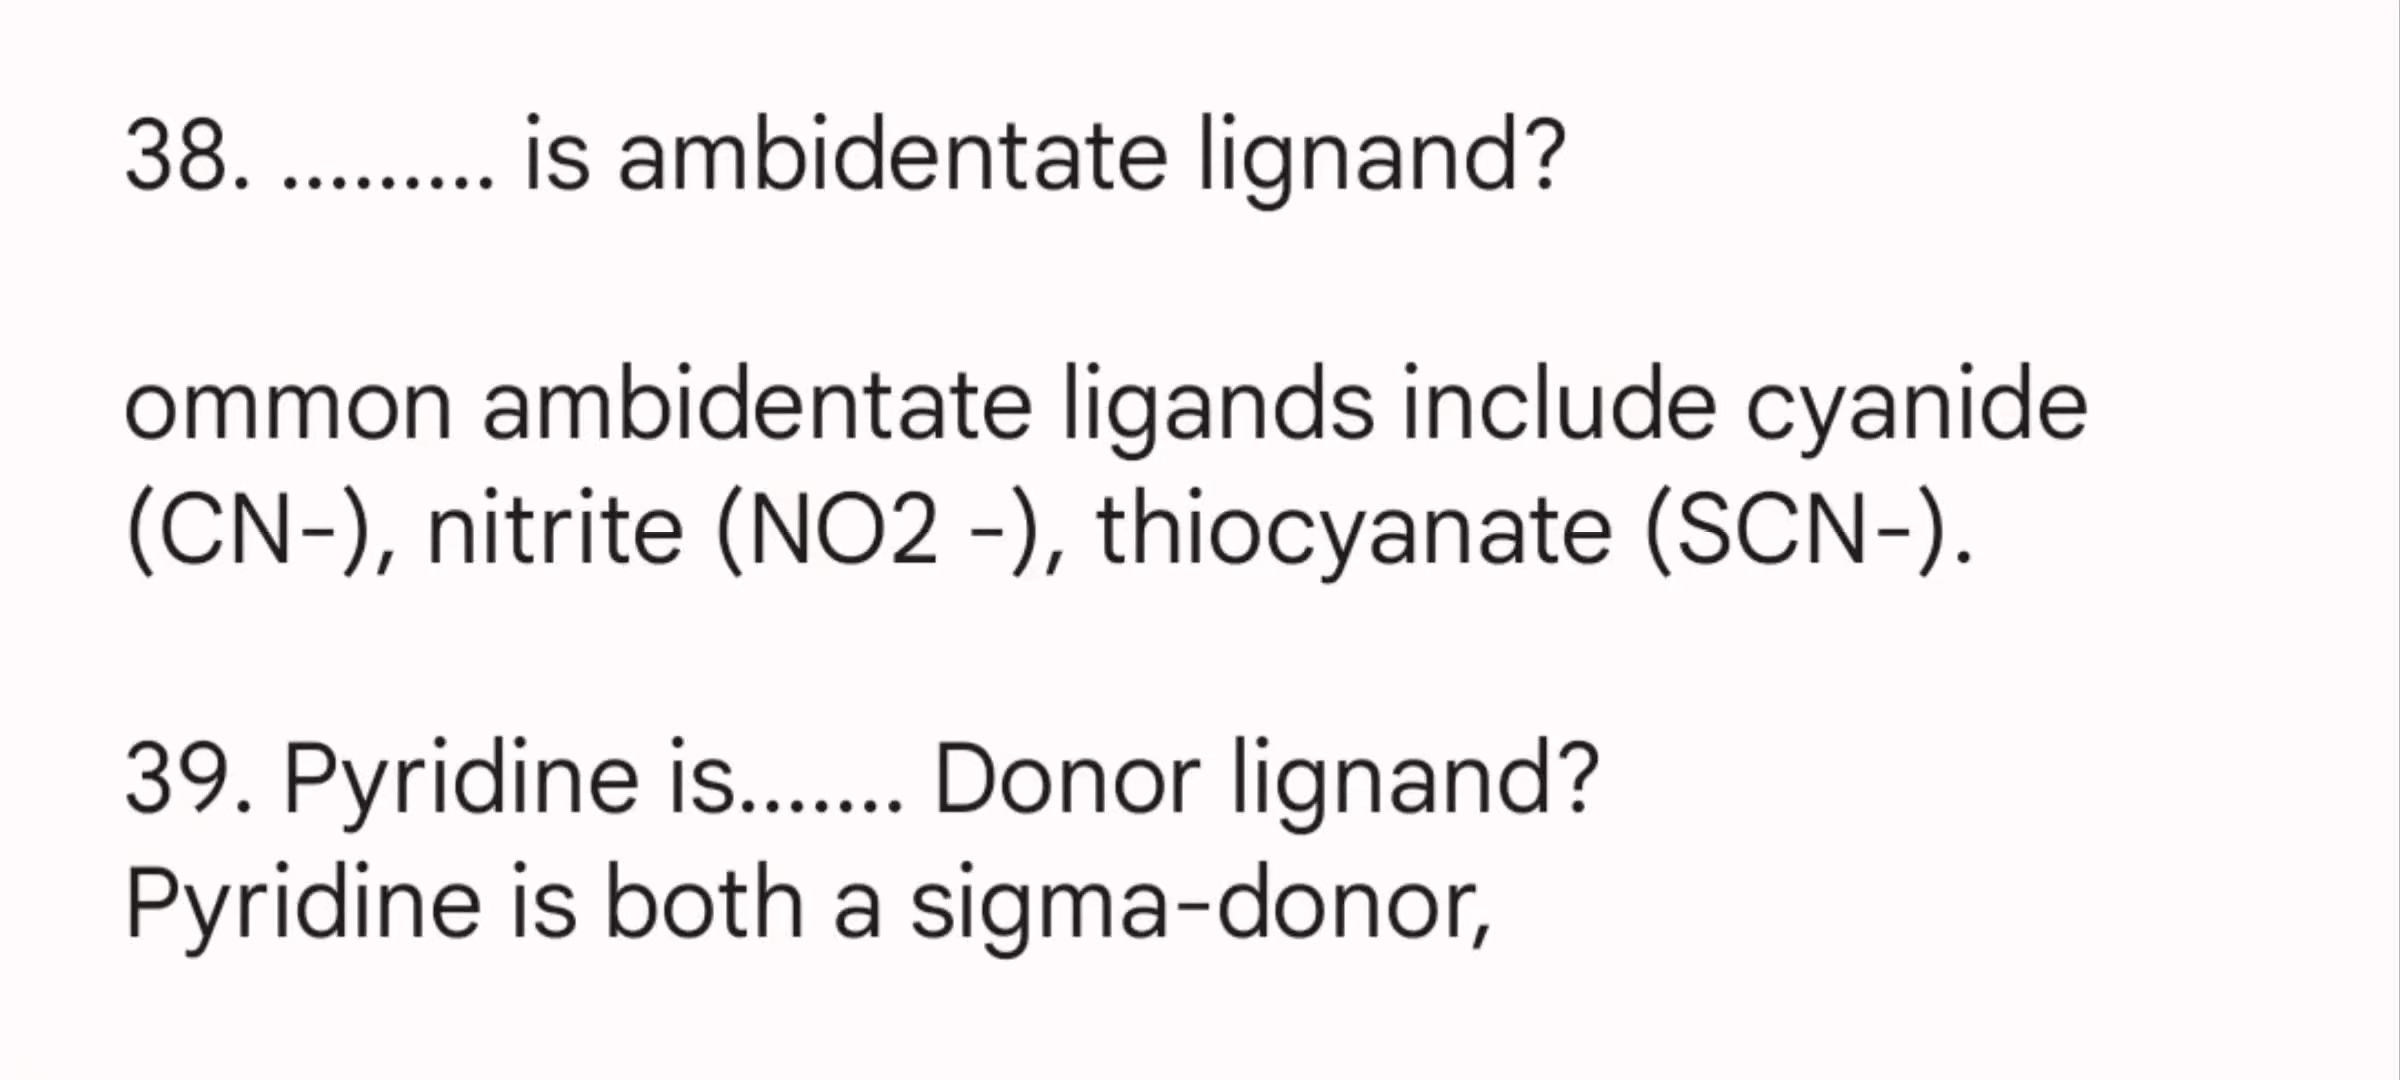 38. ......... is ambidentate lignand?
ommon ambidentate ligands include cyanide
(CN-), nitrite (NO2 -), thiocyanate (SCN-).
39. Pyridine is....... Donor lignand?
Pyridine is both a sigma-donor,